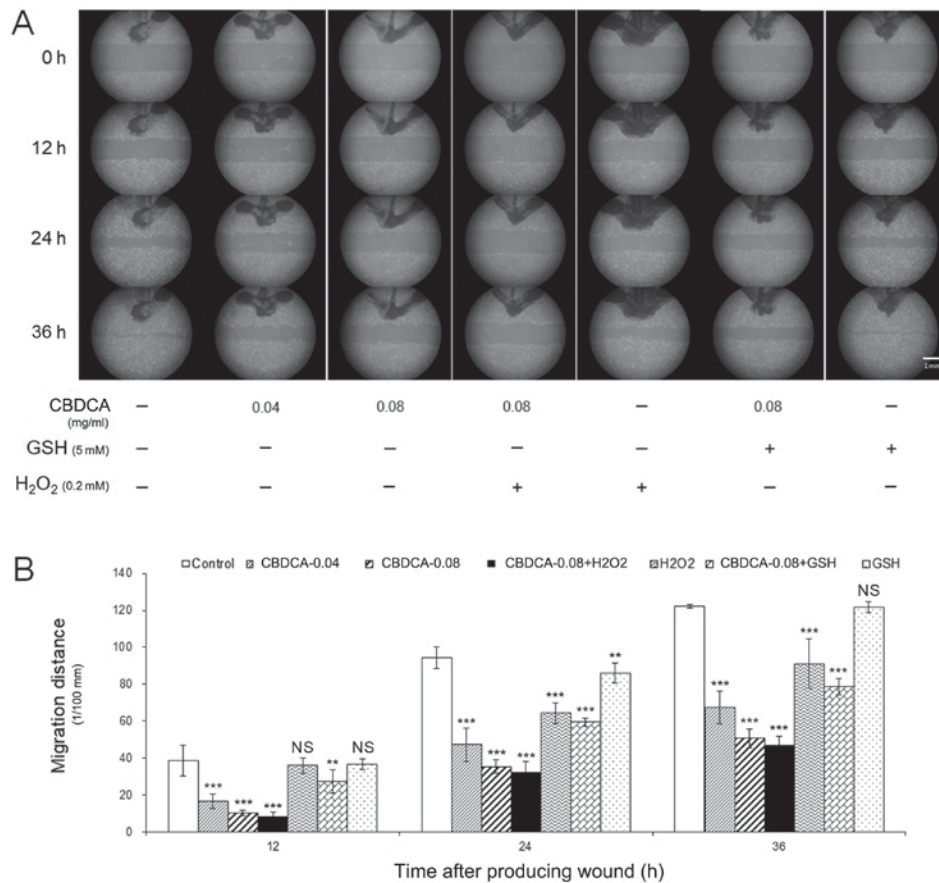 A
0 h
12 h
24 h
36 h
1 mm
CBDCA – 0.04 0.08 0.08 – 0.08 –
(mg/ml)
GSH (5 mM) – – – – – + +
H₂O₂ (0.2 mM) – – – + + – –
B
Control CBDCA-0.04 CBDCA-0.08 CBDCA-0.08+H2O2 H2O2 CBDCA-0.08+GSH GSH
Migration distance
(1/100 mm)
140
120
100
80
60
40
20
0
*** *** *** NS ** NS
*** *** *** *** *** **
*** *** *** *** *** NS
12 24 36
Time after producing wound (h)